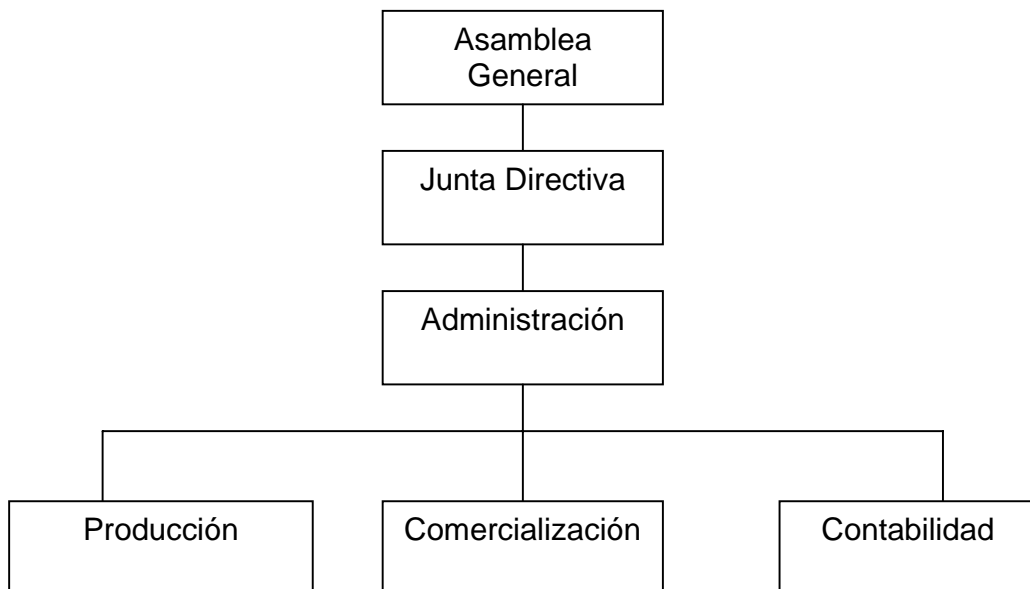 Asamblea
General
Junta Directiva
Administración
Producción
Comercialización
Contabilidad